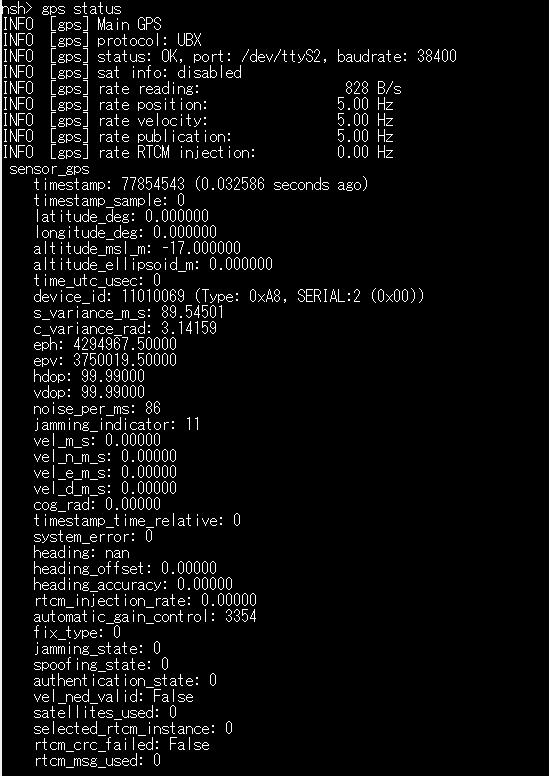 nsh> gps status
INFO  [gps] Main GPS
INFO  [gps] protocol: UBX
INFO  [gps] status: OK, port: /dev/ttyS2, baudrate: 38400
INFO  [gps] sat info: disabled
INFO  [gps] rate reading: 828 B/s
INFO  [gps] rate position: 5.00 Hz
INFO  [gps] rate velocity: 5.00 Hz
INFO  [gps] rate publication: 5.00 Hz
INFO  [gps] rate RTCM injection: 0.00 Hz
sensor_gps
timestamp: 77854543 (0.032586 seconds ago)
timestamp_sample: 0
latitude_deg: 0.000000
longitude_deg: 0.000000
altitude_msl_m: -17.000000
altitude_ellipsoid_m: 0.000000
time_utc_usec: 0
device_id: 11010069 (Type: 0xA8, SERIAL:2 (0x00))
s_variance_m_s: 89.54501
c_variance_rad: 3.14159
eph: 4294967.50000
epv: 3750019.50000
hdop: 99.99000
vdop: 99.99000
noise_per_ms: 86
jamming_indicator: 11
vel_m_s: 0.00000
vel_n_m_s: 0.00000
vel_e_m_s: 0.00000
vel_d_m_s: 0.00000
cog_rad: 0.00000
timestamp_time_relative: 0
system_error: 0
heading: nan
heading_offset: 0.00000
heading_accuracy: 0.00000
rtcm_injection_rate: 0.00000
automatic_gain_control: 3354
fix_type: 0
jamming_state: 0
spoofing_state: 0
authentication_state: 0
vel_ned_valid: False
satellites_used: 0
selected_rtcm_instance: 0
rtcm_crc_failed: False
rtcm_msg_used: 0